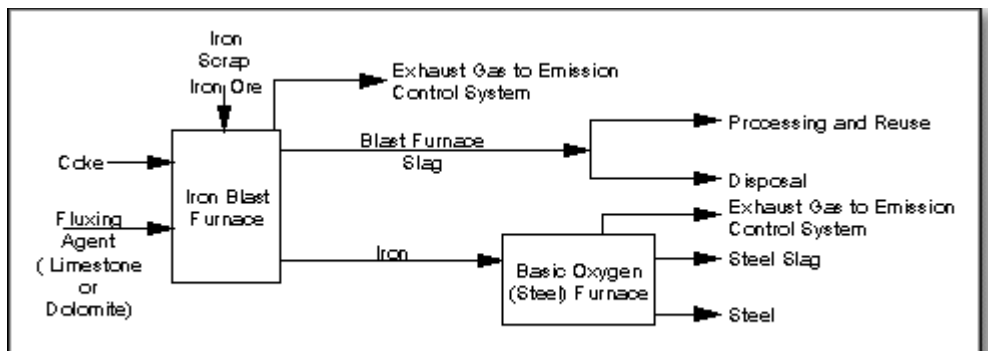 Iron
Scrap
Iron Ore
Exhaust Gas to Emission
Control System
Blast Furnace
Slag
Processing and Reuse
Disposal
Coke
Iron Blast
Furnace
Fluxing
Agent
( Limestone
or
Dolomite)
Iron
Basic Oxygen
(Steel) Furnace
Exhaust Gas to Emission
Control System
Steel Slag
Steel